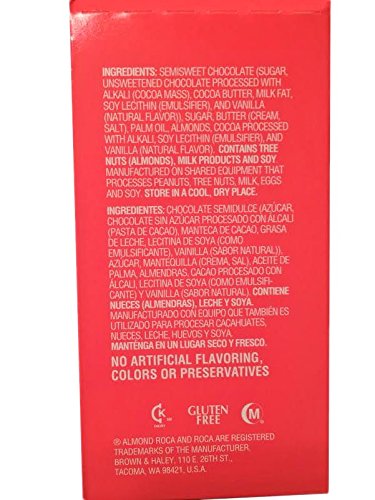 INGREDIENTS: SEMISWEET CHOCOLATE (SUGAR,
UNSWEETENED CHOCOLATE PROCESSED WITH
ALKALI (COCOA MASS), COCOA BUTTER, MILK FAT,
SOY LECITHIN (EMULSIFIER), AND VANILLA
(NATURAL FLAVOR)), SUGAR, BUTTER (CREAM,
SALT), PALM OIL, ALMONDS, COCOA PROCESSED
WITH ALKALI, SOY LECITHIN (EMULSIFIER), AND
VANILLA (NATURAL FLAVOR). CONTAINS TREE
NUTS (ALMONDS), MILK PRODUCTS AND SOY.
MANUFACTURED ON SHARED EQUIPMENT THAT
PROCESSES PEANUTS, TREE NUTS, MILK, EGGS
AND SOY. STORE IN A COOL, DRY PLACE.
INGREDIENTES: CHOCOLATE SEMIDULCE (AZÚCAR,
CHOCOLATE SIN AZÚCAR PROCESADO CON ÁLCALI
(PASTA DE CACAO), MANTECA DE CACAO, GRASA
DE LECHE, LECITINA DE SOYA (COMO
EMULSIFICANTE), VAINILLA (SABOR NATURAL)),
AZÚCAR, MANTEQUILLA (CREMA, SAL), ACEITE DE
PALMA, ALMENDRAS, CACAO PROCESADO CON EL
ÁLCALI, LECITINA DE SOYA (COMO EMULSIFI-
CANTE) Y VAINILLA (SABOR NATURAL). CONTIENE
NUECES (ALMENDRAS), LECHE Y SOYA.
MANUFACTURADO CON EQUIPO QUE TAMBIÉN ES
UTILIZADO PARA PROCESAR CACAHUATES,
NUECES, LECHE, HUEVOS Y SOYA.
MANTÉNGA EN UN LUGAR SECO Y FRESCO.
NO ARTIFICIAL FLAVORING,
COLORS OR PRESERVATIVES
K DAIRY GLUTEN FREE M
® ALMOND ROCA AND ROCA ARE REGISTERED
TRADEMARKS OF THE MANUFACTURER.
BROWN & HALEY, 110 E. 26TH ST.,
TACOMA, WA 98421, U.S.A.